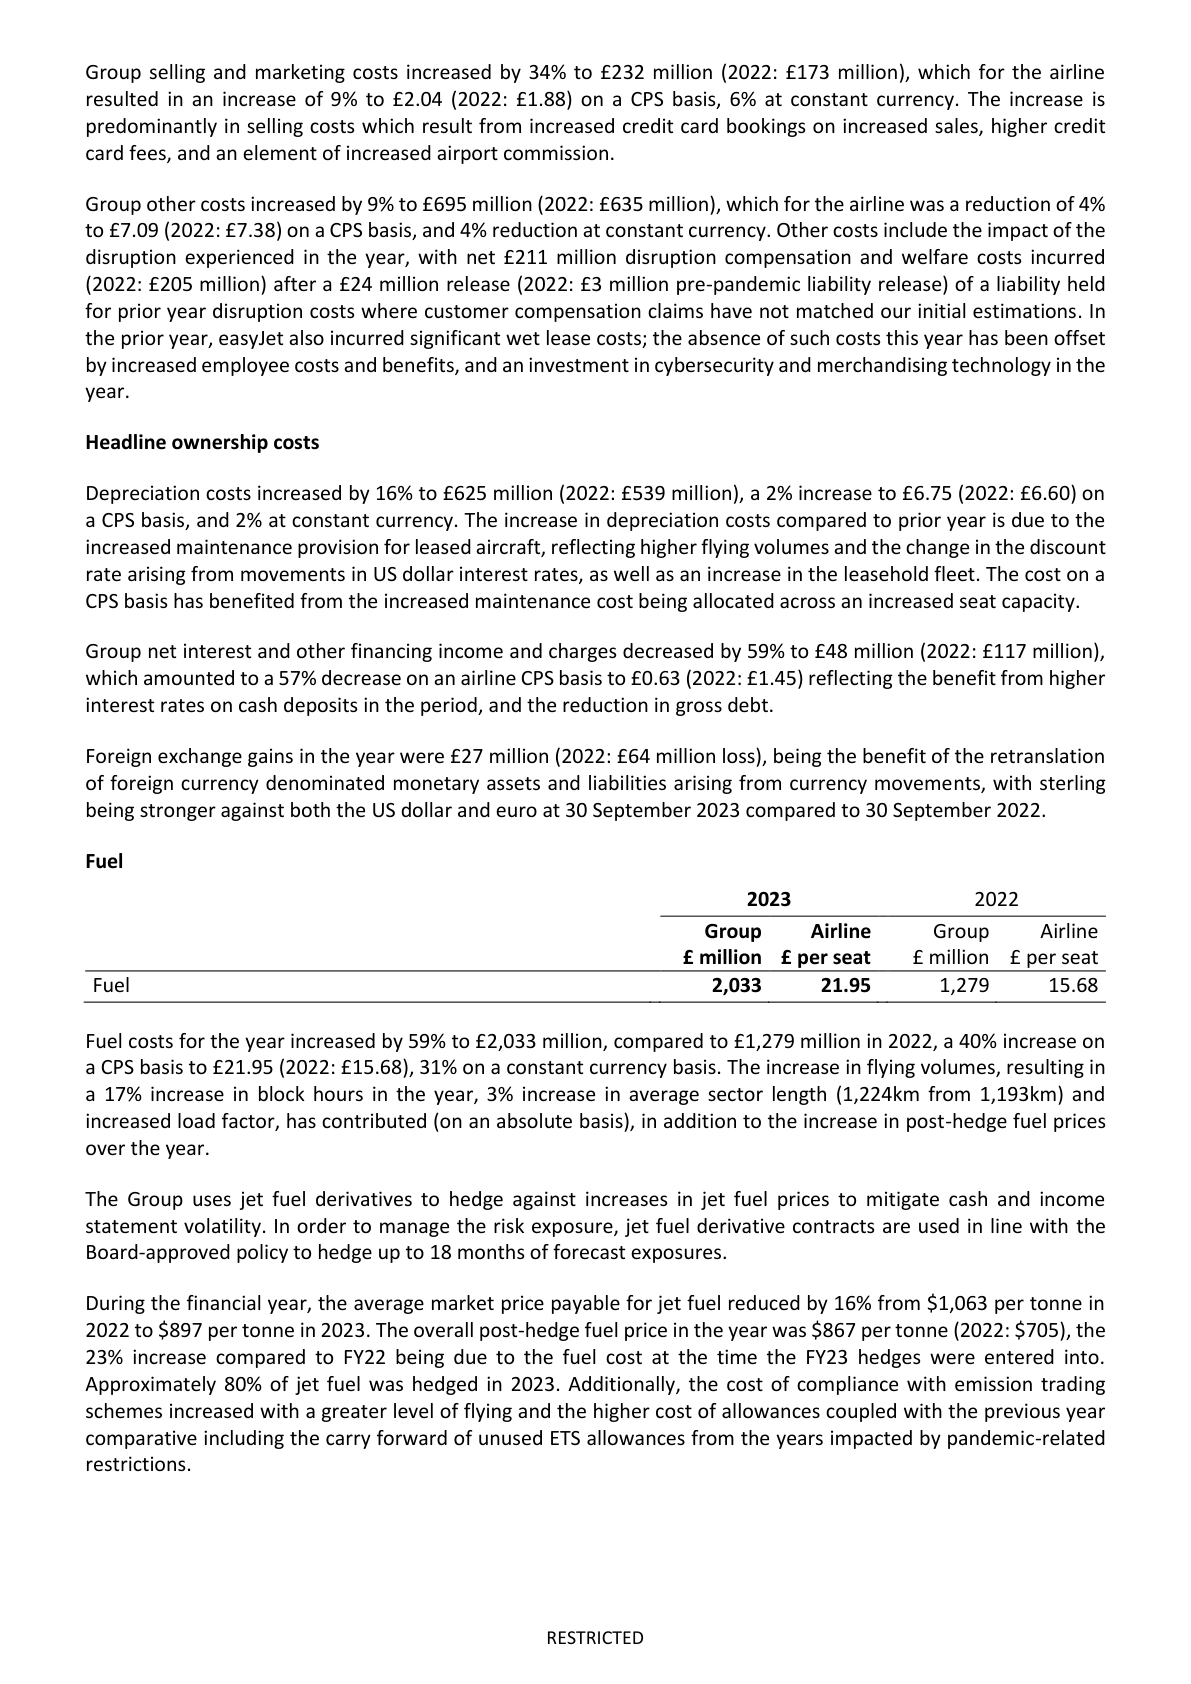 Group selling and marketing costs increased by 34% to £232 million (2022: £173 million), which for the airline
resulted in an increase of 9% to £2.04 (2022: £1.88) on a CPS basis, 6% at constant currency. The increase is
predominantly in selling costs which result from increased credit card bookings on increased sales, higher credit
card fees, and an element of increased airport commission.
Group other costs increased by 9% to £695 million (2022: £635 million), which for the airline was a reduction of 4%
to £7.09 (2022: £7.38) on a CPS basis, and 4% reduction at constant currency. Other costs include the impact of the
disruption experienced in the year, with net £211 million disruption compensation and welfare costs incurred
(2022: £205 million) after a £24 million release (2022: £3 million pre-pandemic liability release) of a liability held
for prior year disruption costs where customer compensation claims have not matched our initial estimations. In
the prior year, easyJet also incurred significant wet lease costs; the absence of such costs this year has been offset
by increased employee costs and benefits, and an investment in cybersecurity and merchandising technology in the
year.
Headline ownership costs
Depreciation costs increased by 16% to £625 million (2022: £539 million), a 2% increase to £6.75 (2022: £6.60) on
a CPS basis, and 2% at constant currency. The increase in depreciation costs compared to prior year is due to the
increased maintenance provision for leased aircraft, reflecting higher flying volumes and the change in the discount
rate arising from movements in US dollar interest rates, as well as an increase in the leasehold fleet. The cost on a
CPS basis has benefited from the increased maintenance cost being allocated across an increased seat capacity.
Group net interest and other financing income and charges decreased by 59% to £48 million (2022: £117 million),
which amounted to a 57% decrease on an airline CPS basis to £0.63 (2022: £1.45) reflecting the benefit from higher
interest rates on cash deposits in the period, and the reduction in gross debt.
Foreign exchange gains in the year were £27 million (2022: £64 million loss), being the benefit of the retranslation
of foreign currency denominated monetary assets and liabilities arising from currency movements, with sterling
being stronger against both the US dollar and euro at 30 September 2023 compared to 30 September 2022.
Fuel
2023 2022
Group Airline Group Airline
£ million £ per seat £ million £ per seat
Fuel 2,033 21.95 1,279 15.68
Fuel costs for the year increased by 59% to £2,033 million, compared to £1,279 million in 2022, a 40% increase on
a CPS basis to £21.95 (2022: £15.68), 31% on a constant currency basis. The increase in flying volumes, resulting in
a 17% increase in block hours in the year, 3% increase in average sector length (1,224km from 1,193km) and
increased load factor, has contributed (on an absolute basis), in addition to the increase in post-hedge fuel prices
over the year.
The Group uses jet fuel derivatives to hedge against increases in jet fuel prices to mitigate cash and income
statement volatility. In order to manage the risk exposure, jet fuel derivative contracts are used in line with the
Board-approved policy to hedge up to 18 months of forecast exposures.
During the financial year, the average market price payable for jet fuel reduced by 16% from $1,063 per tonne in
2022 to $897 per tonne in 2023. The overall post-hedge fuel price in the year was $867 per tonne (2022: $705), the
23% increase compared to FY22 being due to the fuel cost at the time the FY23 hedges were entered into.
Approximately 80% of jet fuel was hedged in 2023. Additionally, the cost of compliance with emission trading
schemes increased with a greater level of flying and the higher cost of allowances coupled with the previous year
comparative including the carry forward of unused ETS allowances from the years impacted by pandemic-related
restrictions.
RESTRICTED